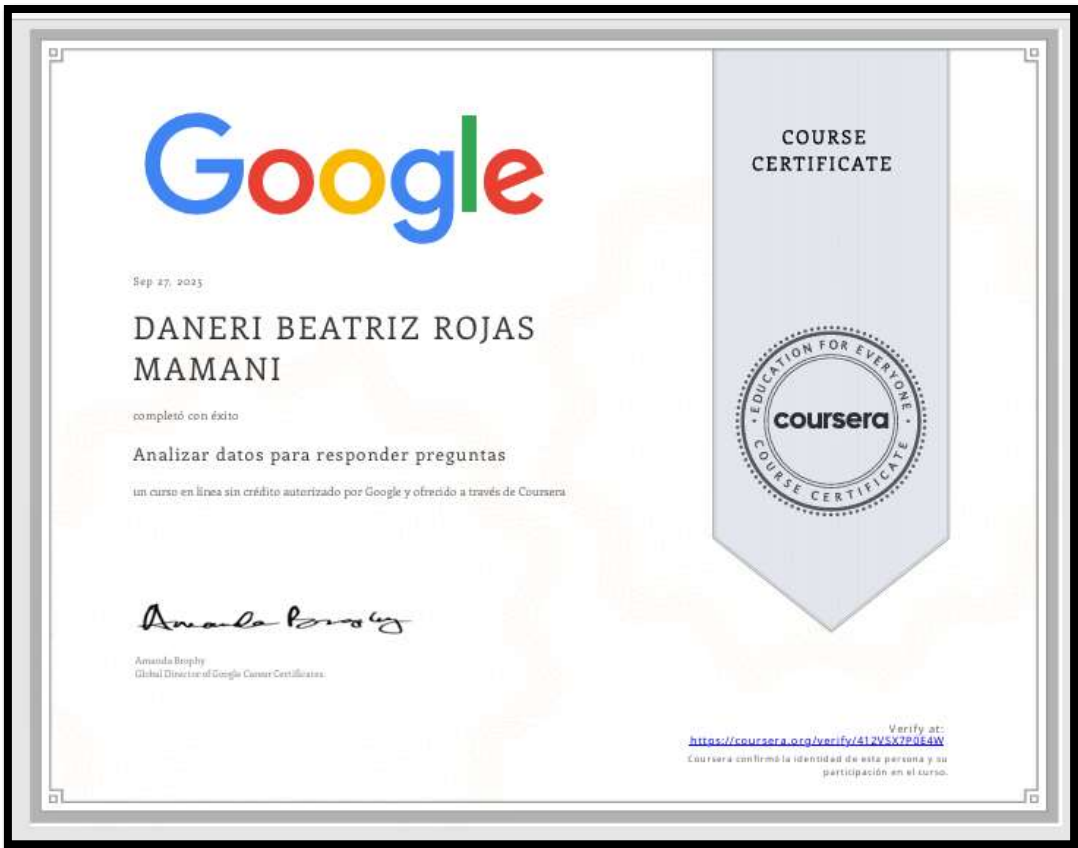 Google
COURSE
CERTIFICATE
Sep 27, 2025
DANERI BEATRIZ ROJAS
MAMANI
completó con éxito
Analizar datos para responder preguntas
un curso en línea sin crédito autorizado por Google y ofrecido a través de Coursera
EDUCATION FOR EVERYONE
coursera
COURSE CERTIFICATE
Amanda Brophy
Amanda Brophy
Global Director of Google Career Certificates
Verify at:
https://coursera.org/verify/412VSX7P0E4W
Coursera confirmó la identidad de esta persona y su
participación en el curso.